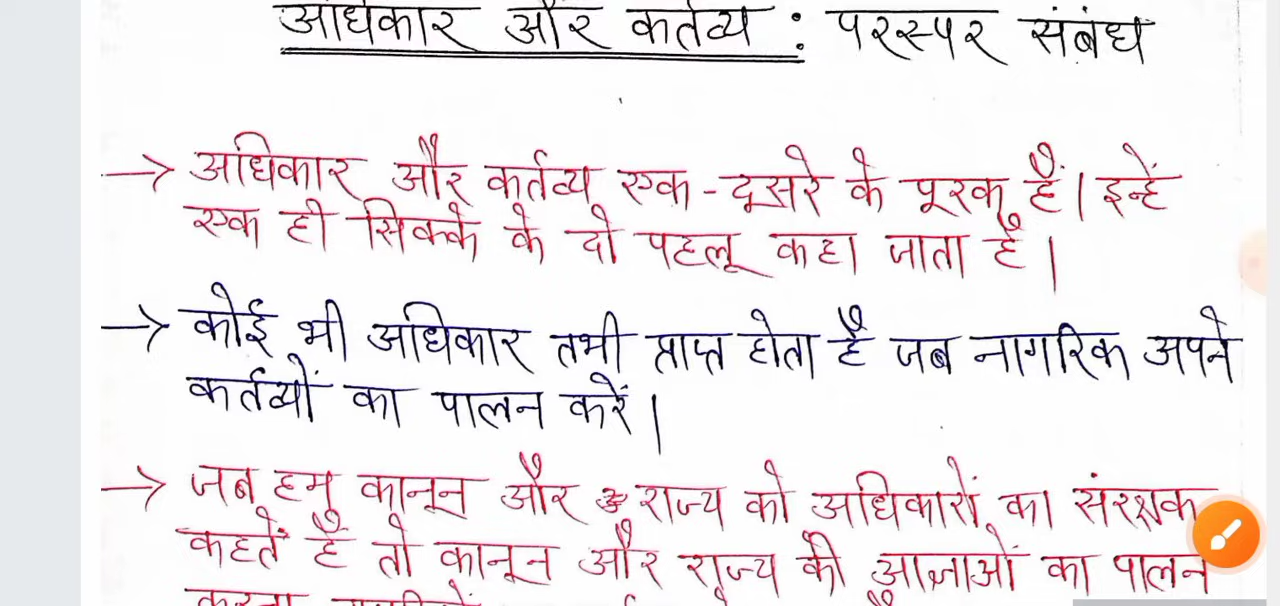 अधिकार और कर्तव्य : परस्पर संबंध
→ अधिकार और कर्तव्य एक-दूसरे के पूरक हैं। इन्हें
एक ही सिक्के के दो पहलू कहा जाता है।
→ कोई भी अधिकार तभी प्राप्त होता है जब नागरिक अपने
कर्तव्यों का पालन करें।
→ जब हम कानून और राज्य को अधिकारों का संरक्षक
कहते हैं तो कानून और राज्य की आज्ञाओं का पालन
करना